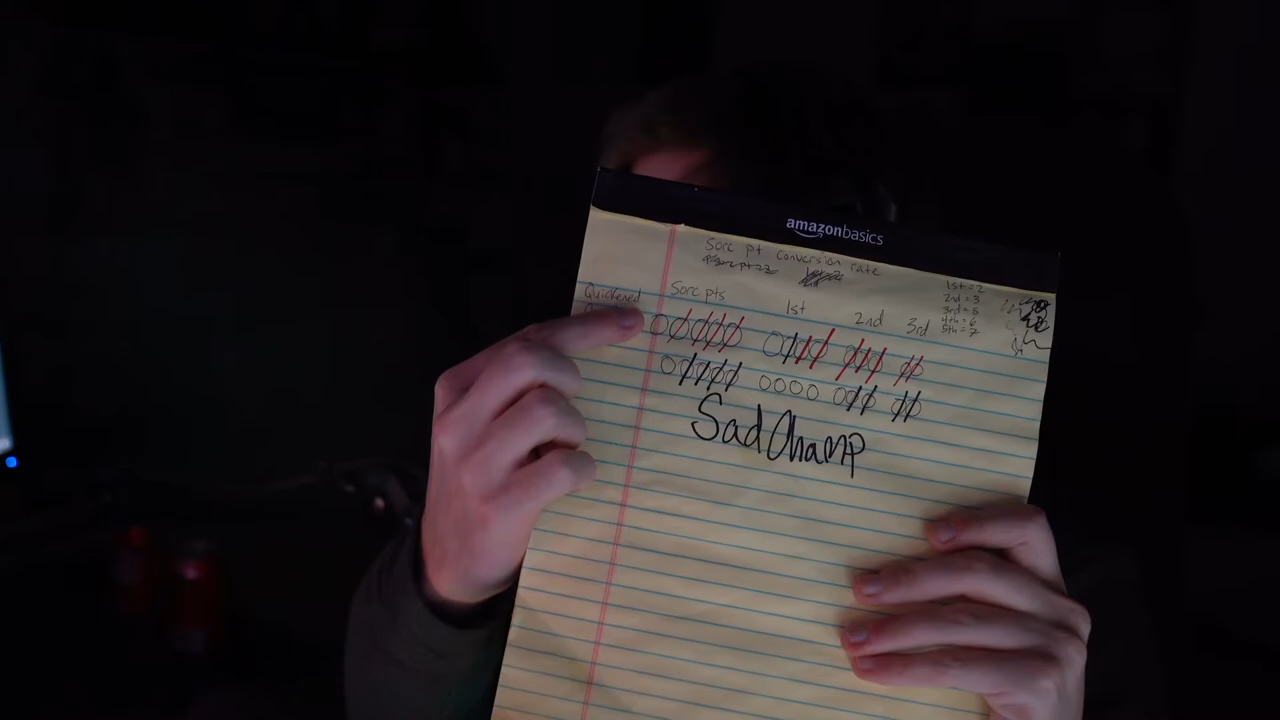 amazonbasics
Sorc pt conversion rate
1st = 2
2nd = 3
3rd = 5
4th = 6
5th = 7
Quickened
Sorc pts
1st
2nd
3rd
SadChamp